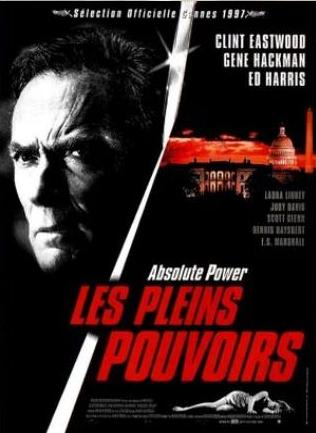 Sélection Officielle Cannes 1997
CLINT EASTWOOD
GENE HACKMAN
ED HARRIS
LAURA LINNEY
JUDY DAVIS
SCOTT GLENN
DENNIS HAYSBERT
E.G. MARSHALL
Absolute Power
LES PLEINS
POUVOIRS